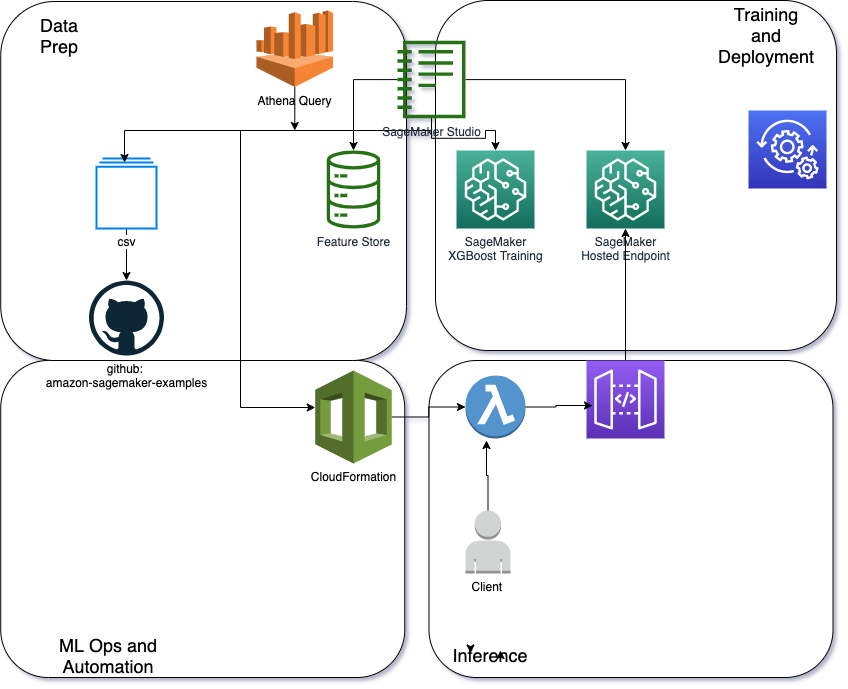 Data
Prep
Training
and
Deployment
Athena Query
SageMaker Studio
csv
Feature Store
SageMaker
XGBoost Training
SageMaker
Hosted Endpoint
github:
amazon-sagemaker-examples
</>
CloudFormation
Client
ML Ops and
Automation
Inference